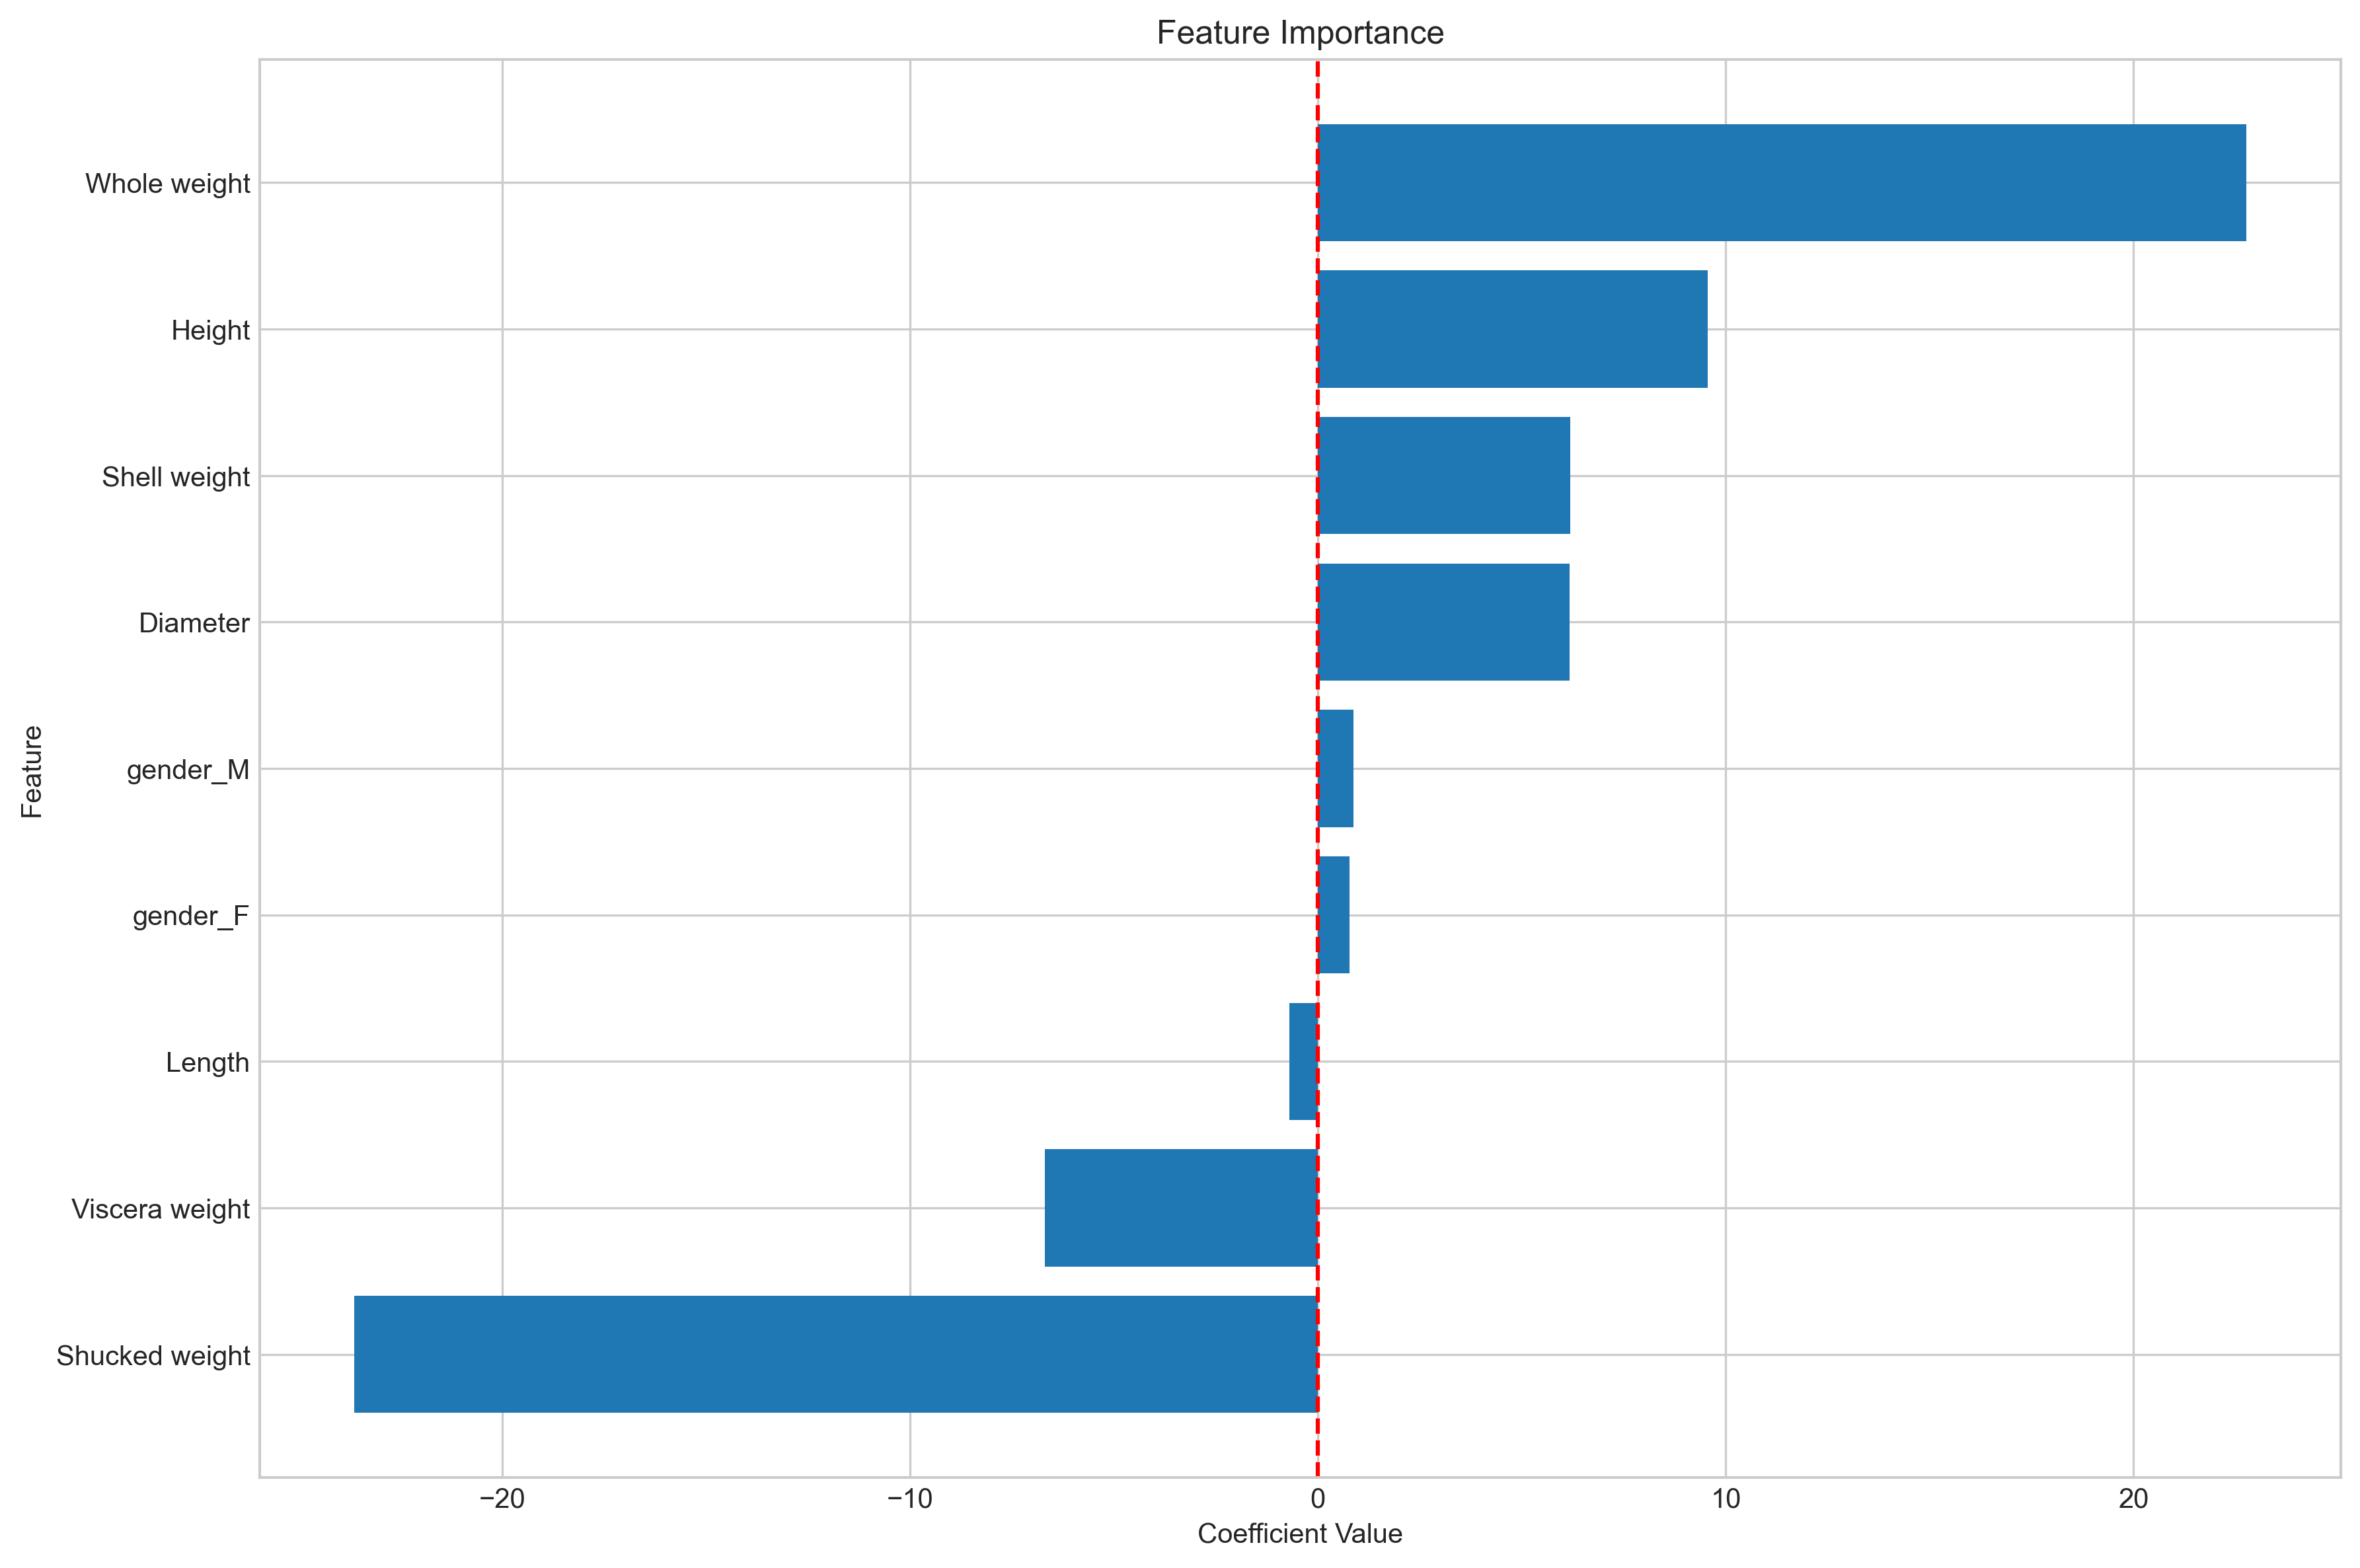 Feature Importance
Whole weight
Height
Shell weight
Diameter
gender_M
gender_F
Length
Viscera weight
Shucked weight
Feature
−20
−10
0
10
20
Coefficient Value